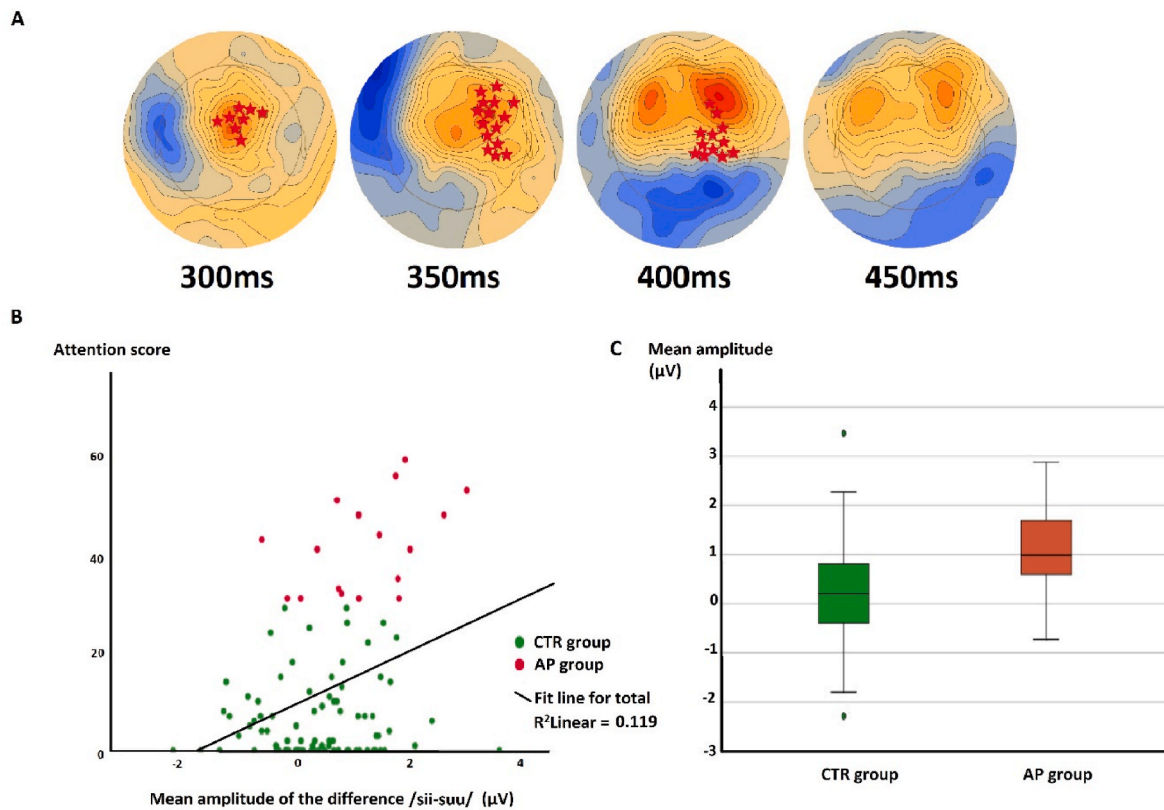 A
300ms
350ms
400ms
450ms
B
Attention score
60
40
20
0
-2
0
2
4
CTR group
AP group
Fit line for total
R²Linear = 0.119
Mean amplitude of the difference /sii-suu/ (µV)
C Mean amplitude
(µV)
4
3
2
1
0
-1
-2
-3
CTR group
AP group